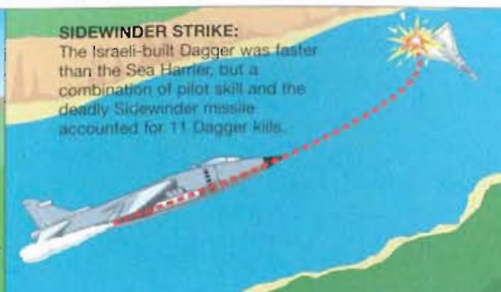 SIDEWINDER STRIKE:
The Israeli-built Dagger was faster
than the Sea Harrier, but a
combination of pilot skill and the
deadly Sidewinder missile
accounted for 11 Dagger kills.